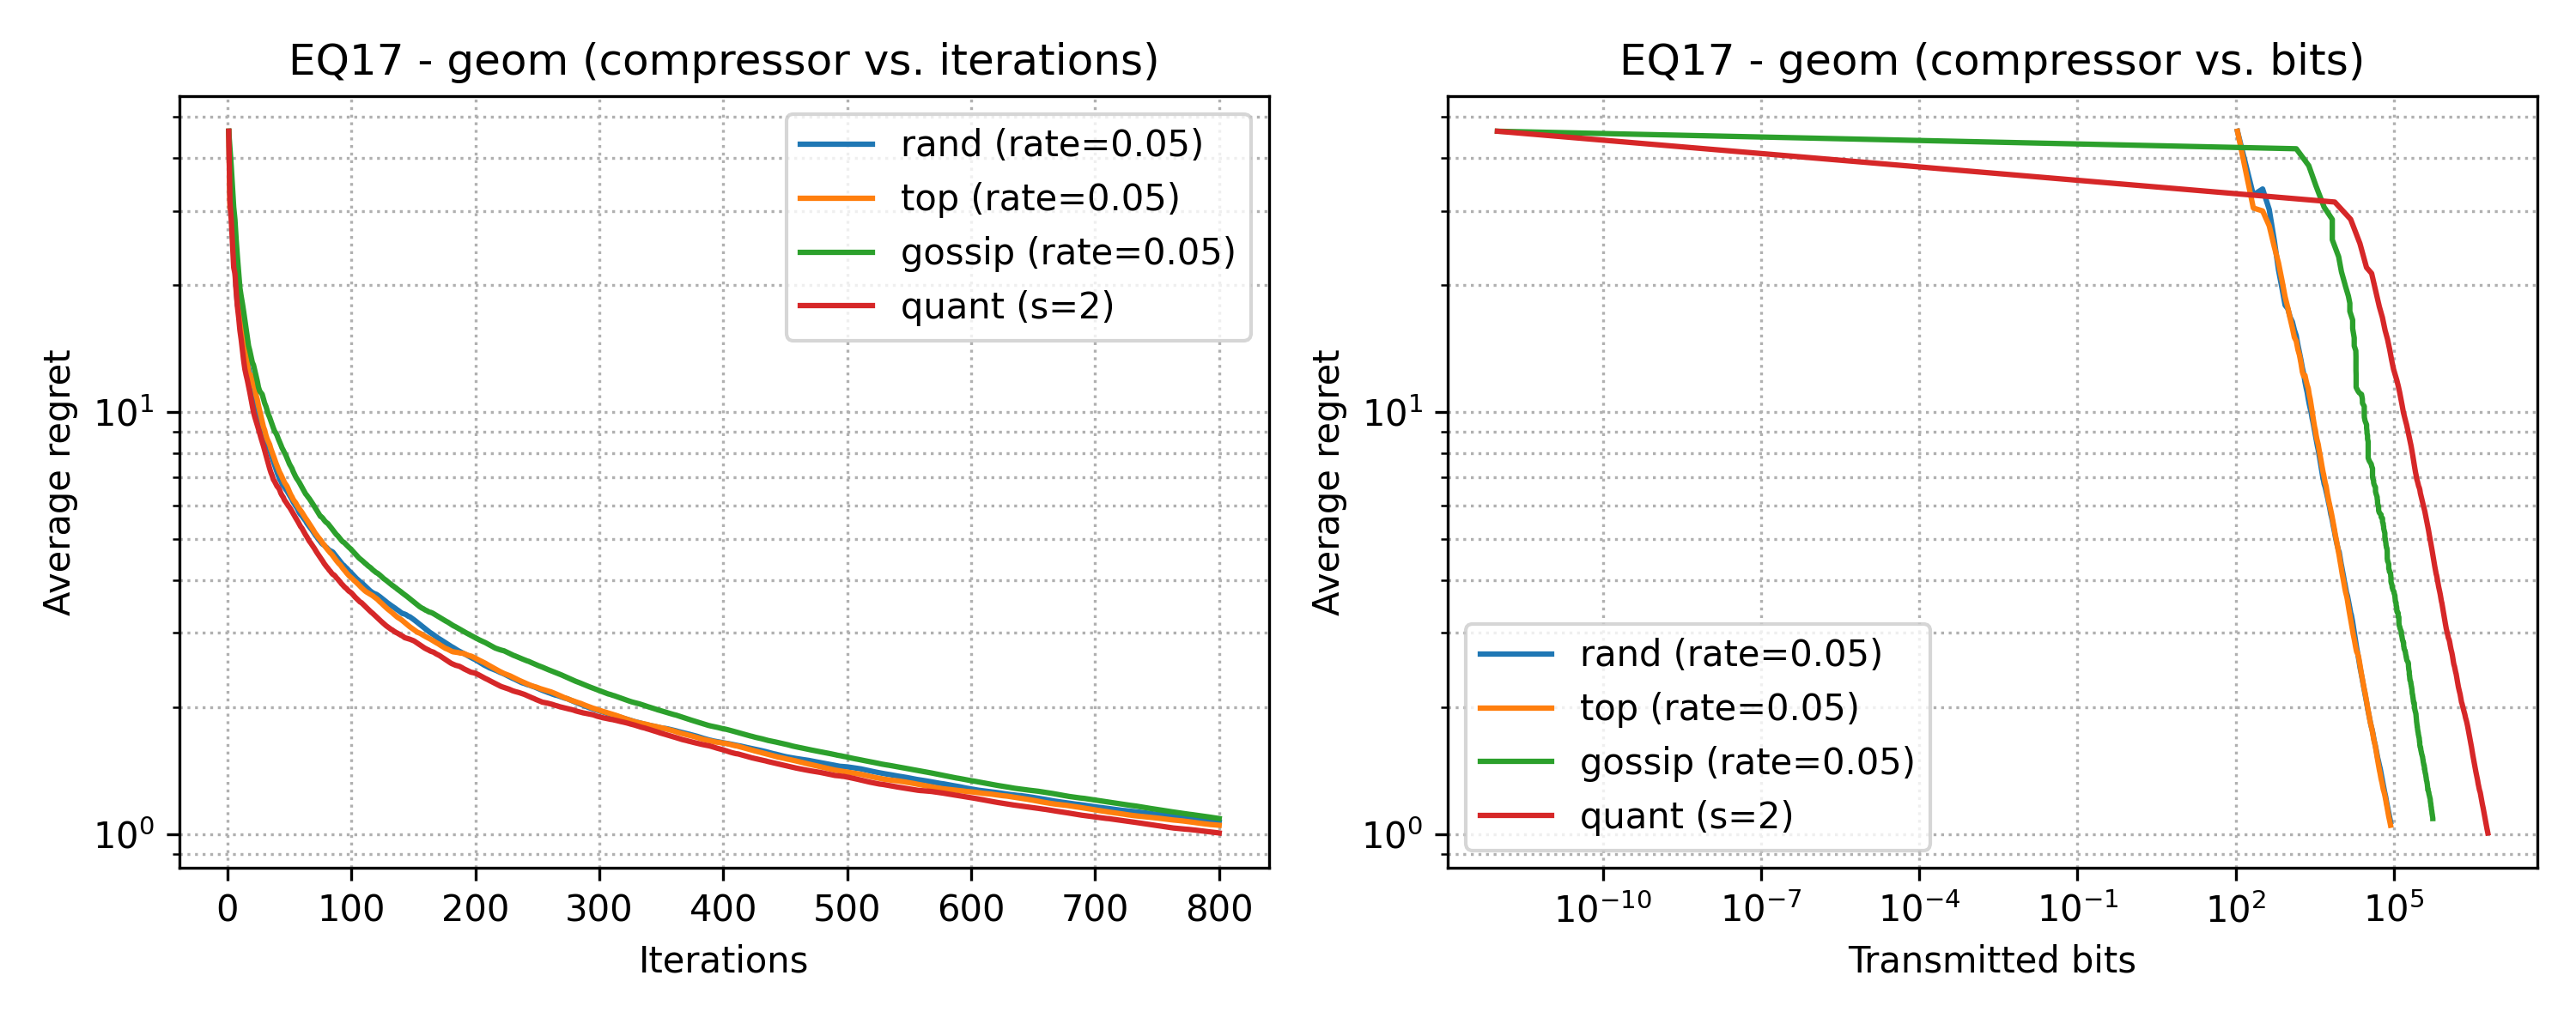 EQ17 - geom (compressor vs. iterations)
Average regret
10¹
10⁰
0 100 200 300 400 500 600 700 800
Iterations
rand (rate=0.05)
top (rate=0.05)
gossip (rate=0.05)
quant (s=2)
EQ17 - geom (compressor vs. bits)
Average regret
10¹
10⁰
10⁻¹⁰ 10⁻⁷ 10⁻⁴ 10⁻¹ 10² 10⁵
Transmitted bits
rand (rate=0.05)
top (rate=0.05)
gossip (rate=0.05)
quant (s=2)